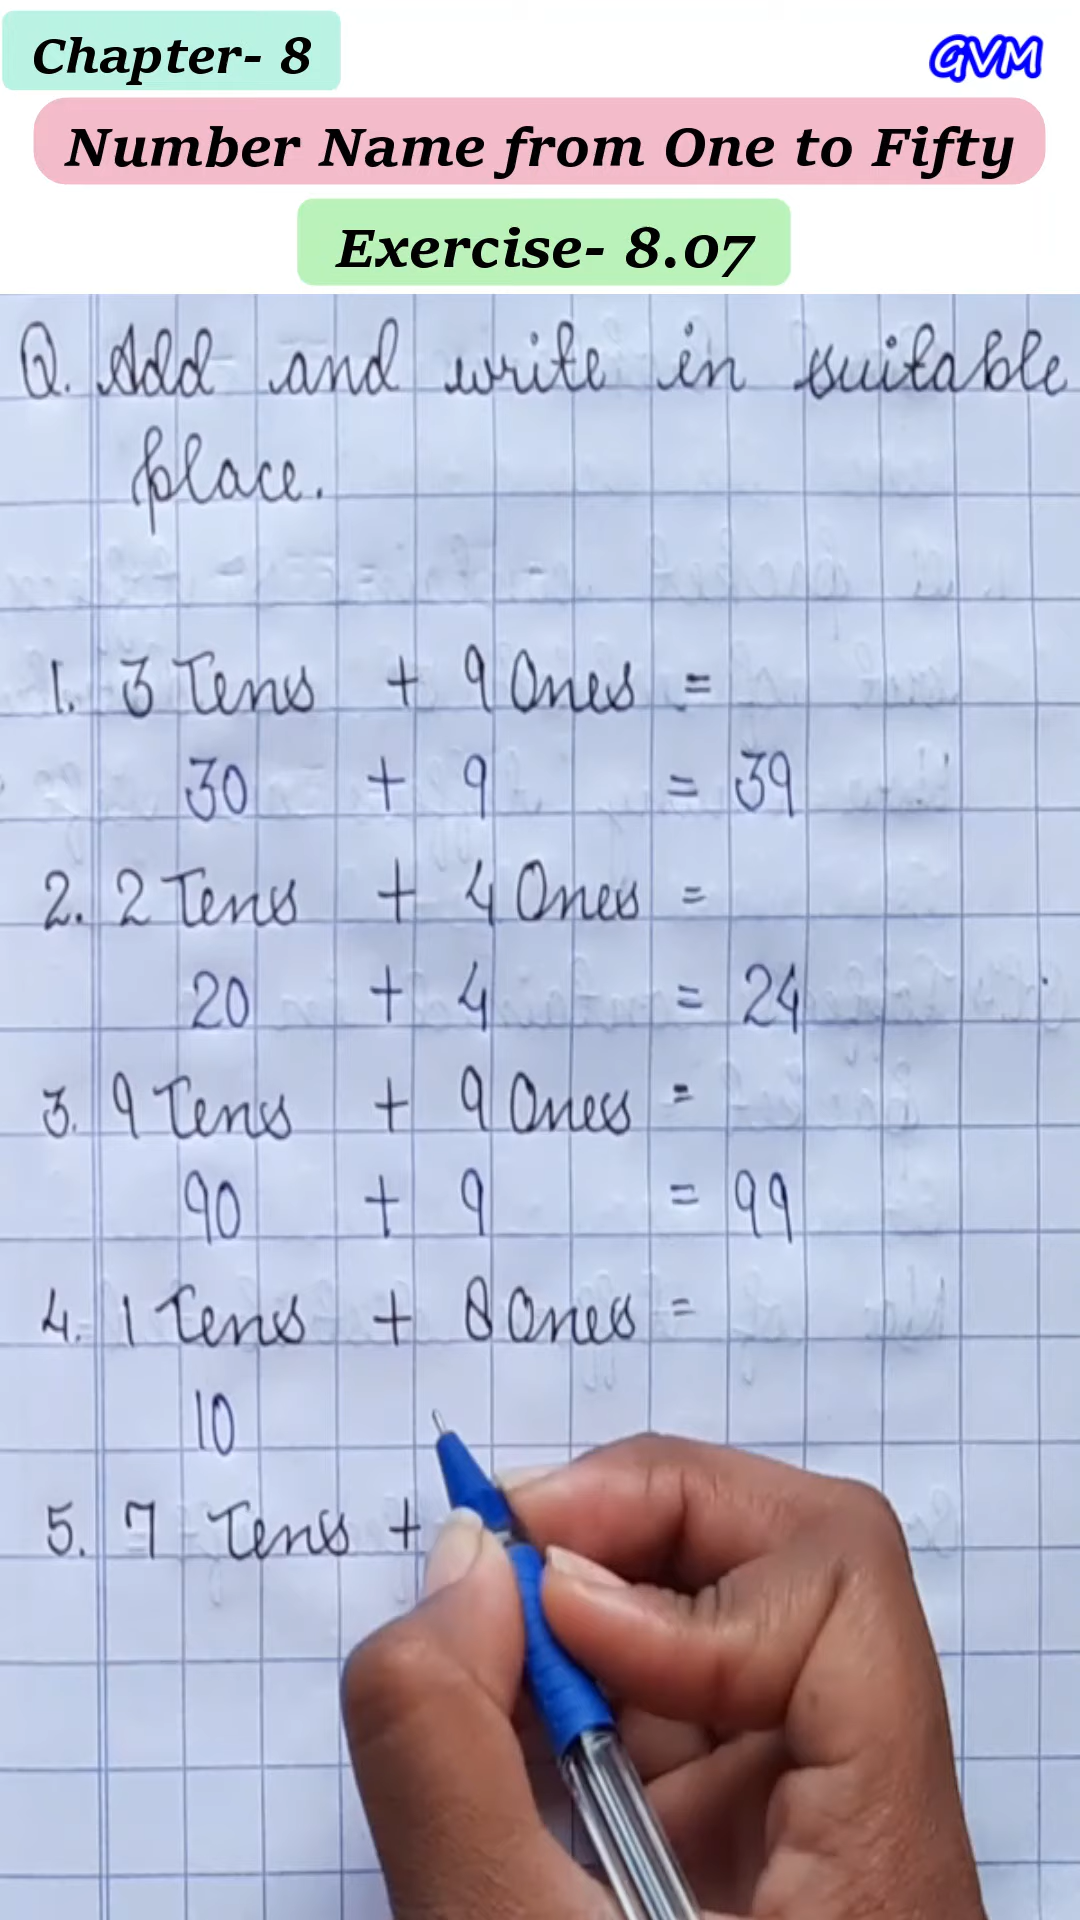 Chapter- 8
GVM
Number Name from One to Fifty
Exercise- 8.07
Q. Add and write in suitable
place.
1. 3 Tens + 9 Ones =
30 + 9 = 39
2. 2 Tens + 4 Ones =
20 + 4 = 24
3. 9 Tens + 9 Ones =
90 + 9 = 99
4. 1 Tens + 8 Ones =
10
5. 7 Tens +